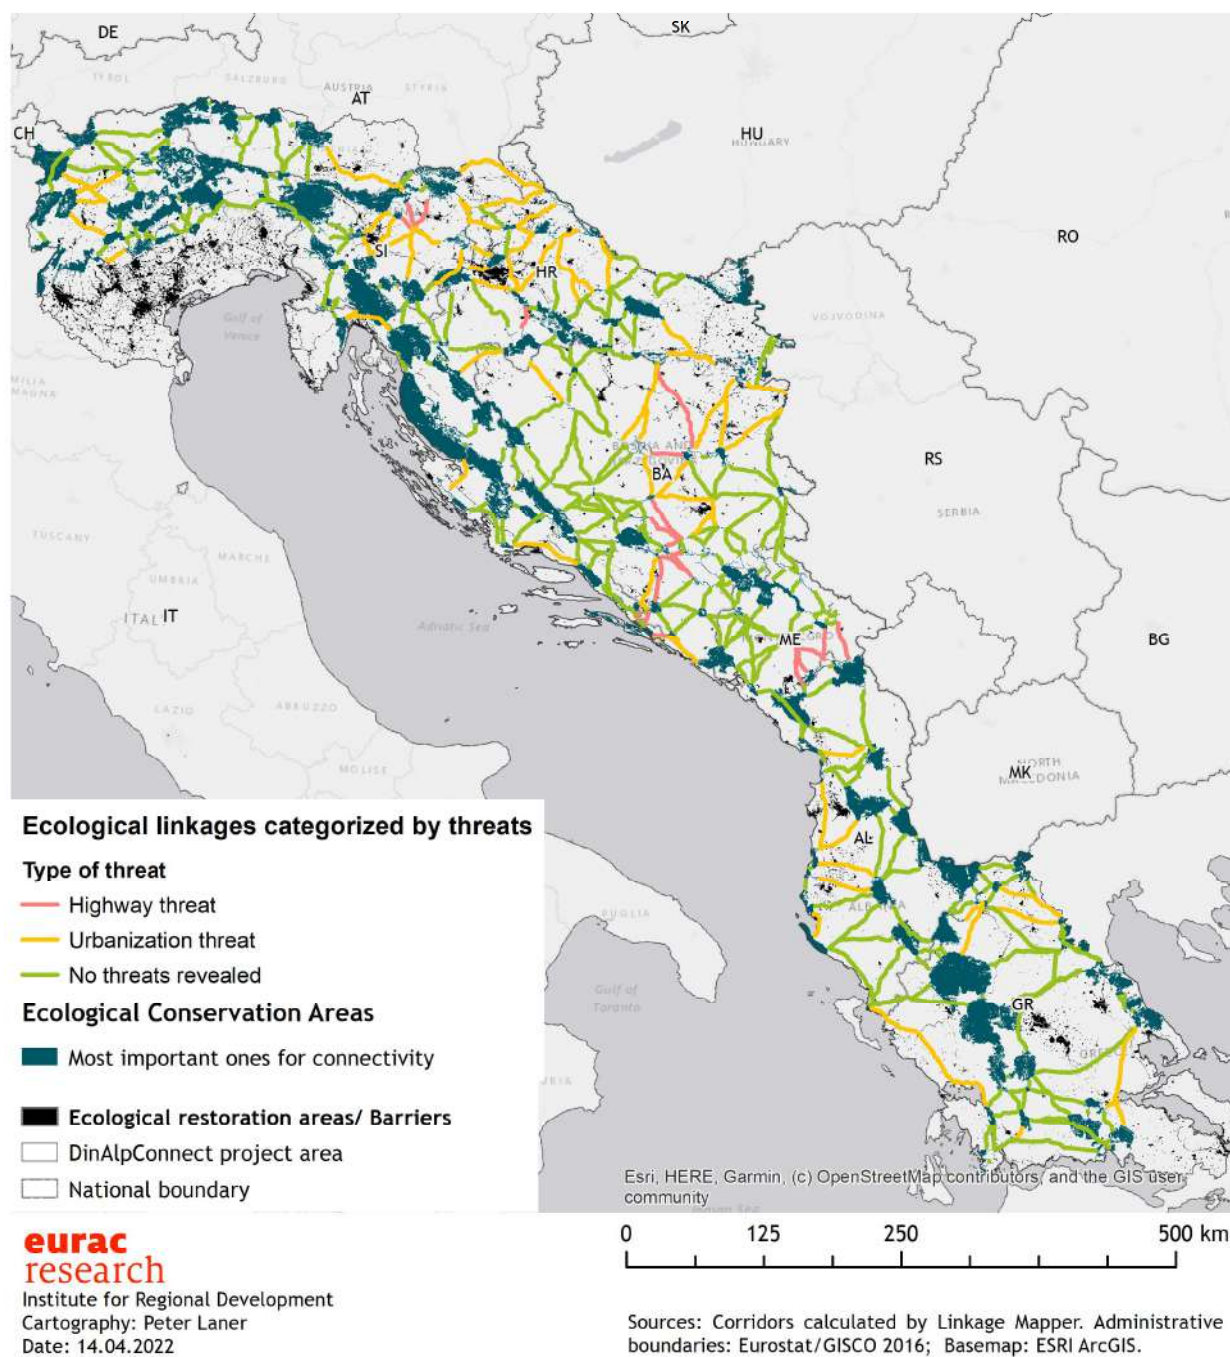 DE
SK
TYROL
SALZBURG
AUSTRIA
STYRIA
AT
CH
HU
HUNGARY
RO
SI
HR
Gulf of
Venice
VOJVODINA
BA
RS
SERBIA
TUSCANY
MARCHE
UMBRIA
ITAL
IT
Adriatic Sea
ME
BG
LAZIO
ABRUZZO
MOLISE
MK
NORTH
MACEDONIA
AL
ALBANIA
PUGLIA
Gulf of
Taranto
GR
Ecological linkages categorized by threats
Type of threat
Highway threat
Urbanization threat
No threats revealed
Ecological Conservation Areas
Most important ones for connectivity
Ecological restoration areas/ Barriers
DinAlpConnect project area
National boundary
Esri, HERE, Garmin, (c) OpenStreetMap contributors, and the GIS user
community
eurac
research
Institute for Regional Development
Cartography: Peter Laner
Date: 14.04.2022
0 125 250 500 km
Sources: Corridors calculated by Linkage Mapper. Administrative
boundaries: Eurostat/GISCO 2016; Basemap: ESRI ArcGIS.